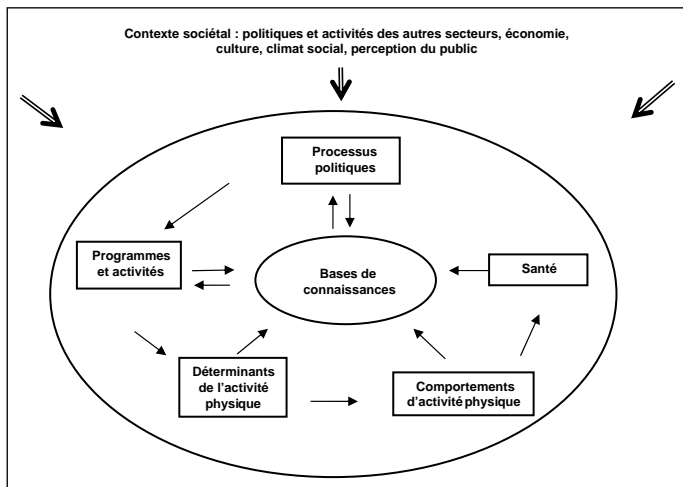 Contexte sociétal : politiques et activités des autres secteurs, économie,
culture, climat social, perception du public
Processus
politiques
Programmes
et activités
Bases de
connaissances
Santé
Déterminants
de l'activité
physique
Comportements
d'activité physique